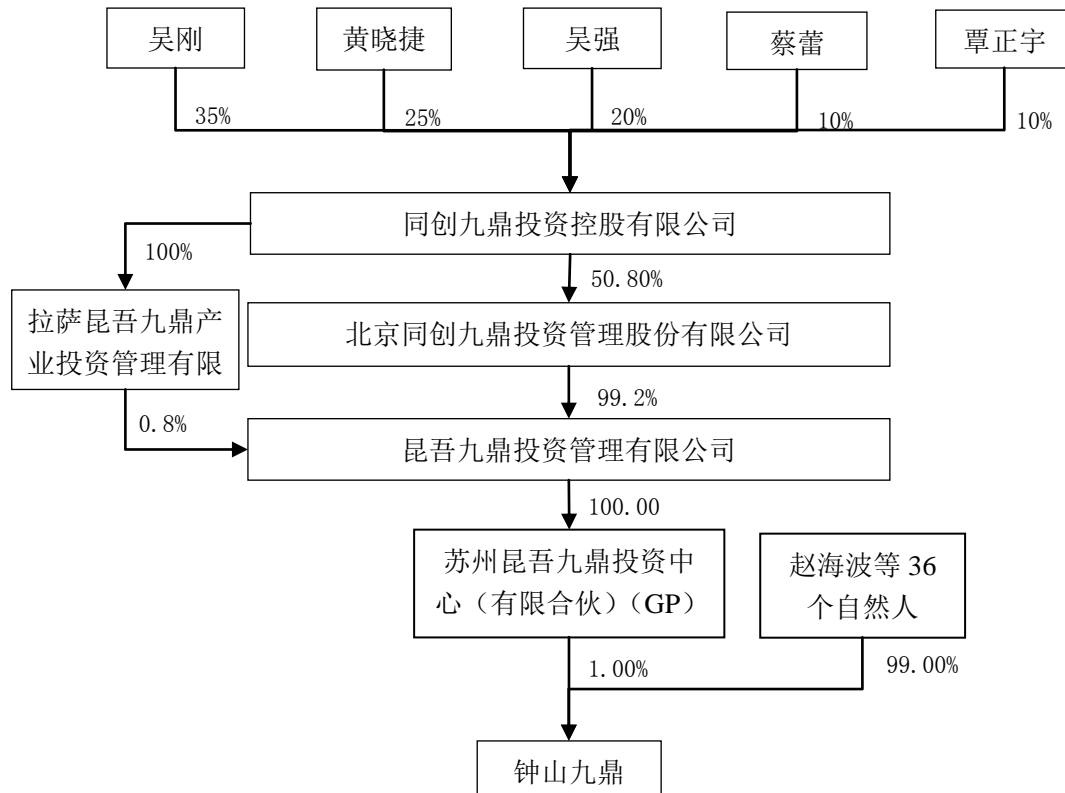 吴刚
黄晓捷
吴强
蔡蕾
覃正宇
35%
25%
20%
10%
10%
同创九鼎投资控股有限公司
100%
50.80%
拉萨昆吾九鼎产
业投资管理有限
北京同创九鼎投资管理股份有限公司
99.2%
0.8%
昆吾九鼎投资管理有限公司
100.00
苏州昆吾九鼎投资中
心（有限合伙）（GP）
赵海波等 36
个自然人
1.00%
99.00%
钟山九鼎